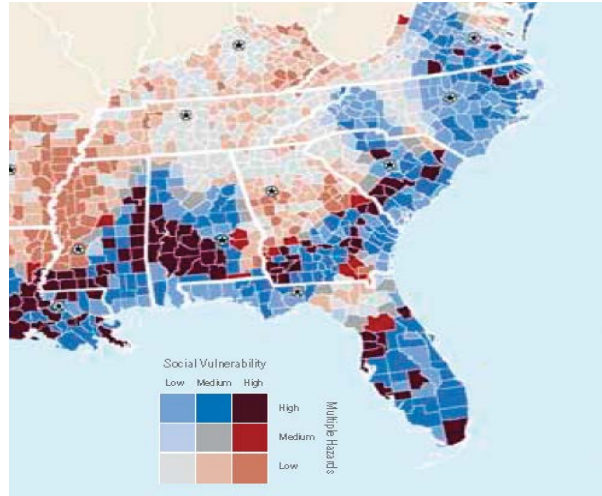 Social Vulnerability
Low Medium High
High
Medium
Low
Multiple Hazards